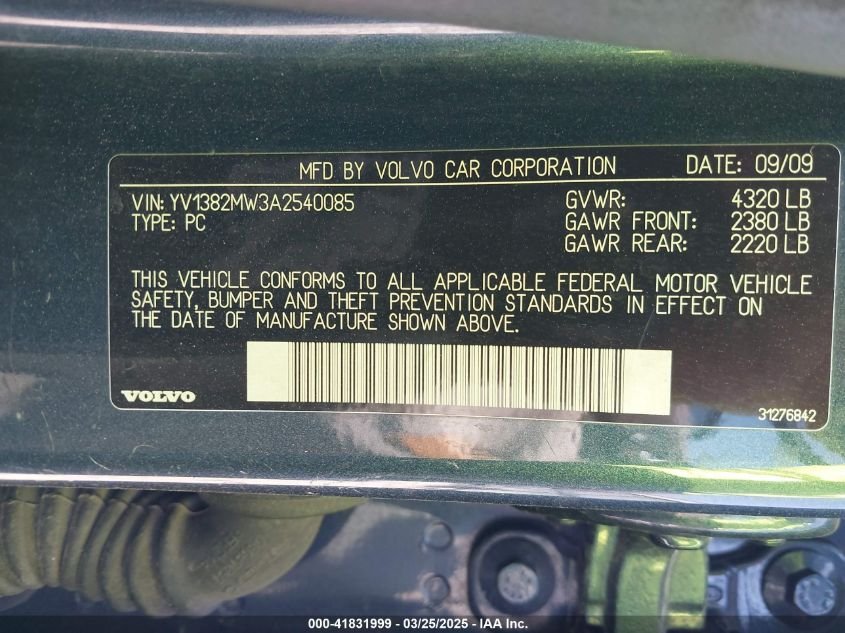 MFD BY VOLVO CAR CORPORATION DATE: 09/09
VIN: YV1382MW3A2540085 GVWR: 4320 LB
TYPE: PC GAWR FRONT: 2380 LB
GAWR REAR: 2220 LB
THIS VEHICLE CONFORMS TO ALL APPLICABLE FEDERAL MOTOR VEHICLE
SAFETY, BUMPER AND THEFT PREVENTION STANDARDS IN EFFECT ON
THE DATE OF MANUFACTURE SHOWN ABOVE.
VOLVO 31276842
000-41831999 - 03/25/2025 - IAA Inc.